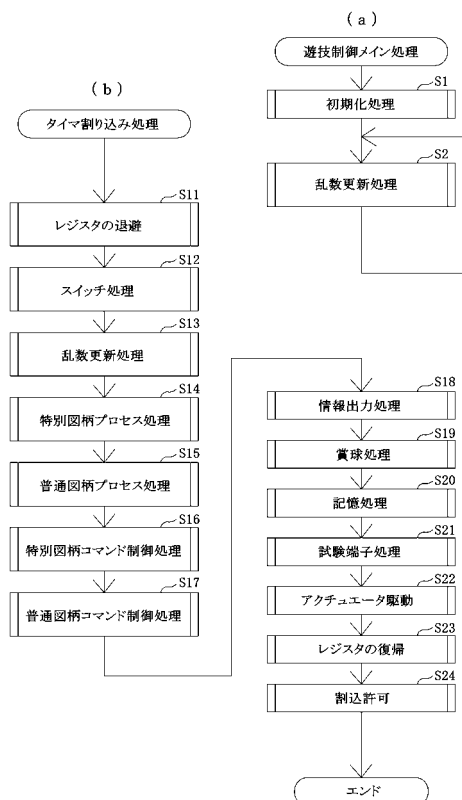 (a)
遊技制御メイン処理
S1
初期化処理
S2
乱数更新処理
(b)
タイマ割り込み処理
S11
レジスタの退避
S12
スイッチ処理
S13
乱数更新処理
S14
特別図柄プロセス処理
S15
普通図柄プロセス処理
S16
特別図柄コマンド制御処理
S17
普通図柄コマンド制御処理
S18
情報出力処理
S19
賞球処理
S20
記憶処理
S21
試験端子処理
S22
アクチュエータ駆動
S23
レジスタの復帰
S24
割込許可
エンド